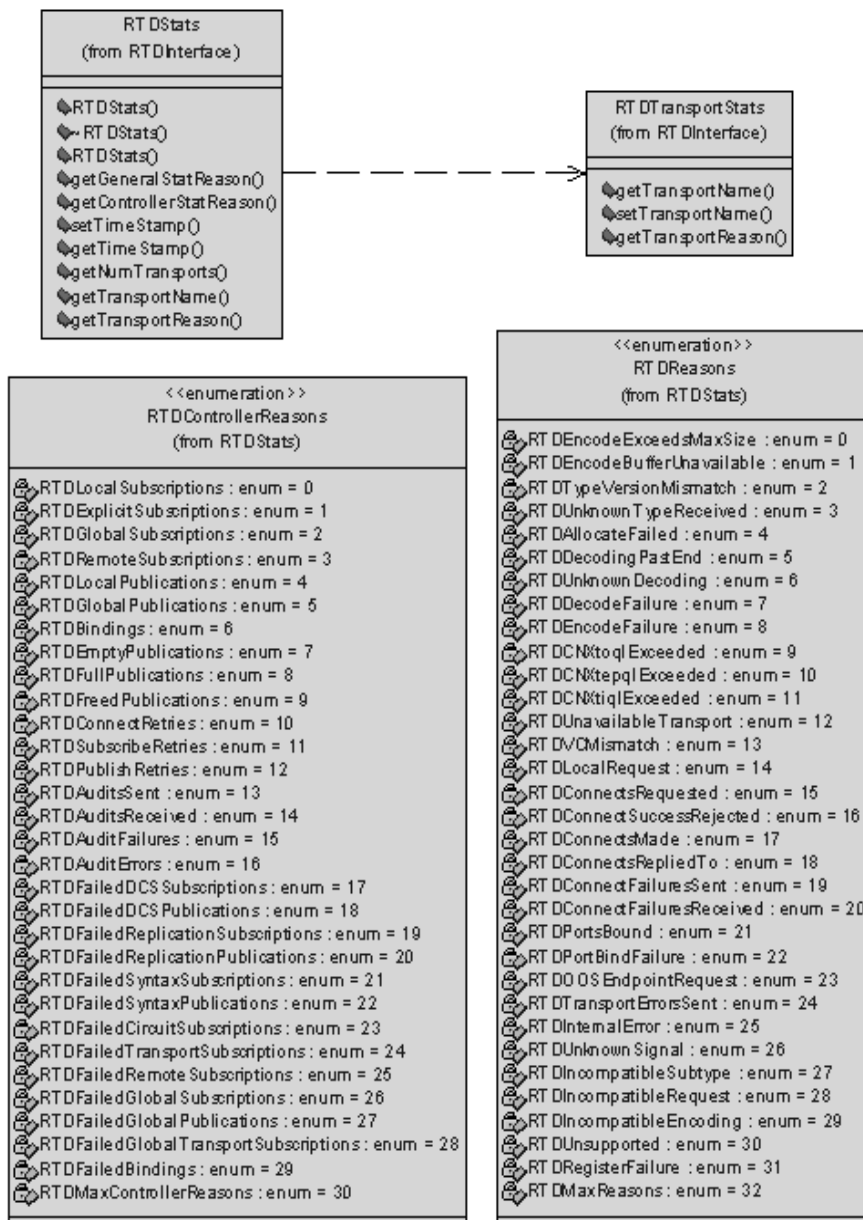 RTDStats
(from RTDInterface)
RTDStats()
~RTDStats()
RTDStats()
getGeneralStatReason()
getControllerStatReason()
setTimeStamp()
getTimeStamp()
getNumTransports()
getTransportName()
getTransportReason()
RTDTransportStats
(from RTDInterface)
getTransportName()
setTransportName()
getTransportReason()
<<enumeration>>
RTDControllerReasons
(from RTDStats)
RTDLocalSubscriptions : enum = 0
RTDExplicitSubscriptions : enum = 1
RTDGlobalSubscriptions : enum = 2
RTDRemoteSubscriptions : enum = 3
RTDLocalPublications : enum = 4
RTDGlobalPublications : enum = 5
RTDBindings : enum = 6
RTDEmptyPublications : enum = 7
RTDFullPublications : enum = 8
RTDFreedPublications : enum = 9
RTDConnectRetries : enum = 10
RTDSubscribeRetries : enum = 11
RTDPublishRetries : enum = 12
RTDAuditsSent : enum = 13
RTDAuditsReceived : enum = 14
RTDAuditFailures : enum = 15
RTDAuditErrors : enum = 16
RTDFailedDCSSubscriptions : enum = 17
RTDFailedDCSPublications : enum = 18
RTDFailedReplicationSubscriptions : enum = 19
RTDFailedReplicationPublications : enum = 20
RTDFailedSyntaxSubscriptions : enum = 21
RTDFailedSyntaxPublications : enum = 22
RTDFailedCircuitSubscriptions : enum = 23
RTDFailedTransportSubscriptions : enum = 24
RTDFailedRemoteSubscriptions : enum = 25
RTDFailedGlobalSubscriptions : enum = 26
RTDFailedGlobalPublications : enum = 27
RTDFailedGlobalTransportSubscriptions : enum = 28
RTDFailedBindings : enum = 29
RTDMaxControllerReasons : enum = 30
<<enumeration>>
RTDReasons
(from RTDStats)
RTDEncodeExceedsMaxSize : enum = 0
RTDEncodeBufferUnavailable : enum = 1
RTDTypeVersionMismatch : enum = 2
RTDUnknownTypeReceived : enum = 3
RTDAllocateFailed : enum = 4
RTDDecodingPastEnd : enum = 5
RTDUnknownDecoding : enum = 6
RTDDecodeFailure : enum = 7
RTDEncodeFailure : enum = 8
RTDCNXtoqlExceeded : enum = 9
RTDCNXtepqlExceeded : enum = 10
RTDCNXtiqlExceeded : enum = 11
RTDUnavailableTransport : enum = 12
RTDVCMismatch : enum = 13
RTDLocalRequest : enum = 14
RTDConnectsRequested : enum = 15
RTDConnectSuccessRejected : enum = 16
RTDConnectsMade : enum = 17
RTDConnectsRepliedTo : enum = 18
RTDConnectFailuresSent : enum = 19
RTDConnectFailuresReceived : enum = 20
RTDPortsBound : enum = 21
RTDPortBindFailure : enum = 22
RTDOOSEndpointRequest : enum = 23
RTDTransportErrorsSent : enum = 24
RTDInternalError : enum = 25
RTDUnknownSignal : enum = 26
RTDIncompatibleSubtype : enum = 27
RTDIncompatibleRequest : enum = 28
RTDIncompatibleEncoding : enum = 29
RTDUnsupported : enum = 30
RTDRegisterFailure : enum = 31
RTDMaxReasons : enum = 32